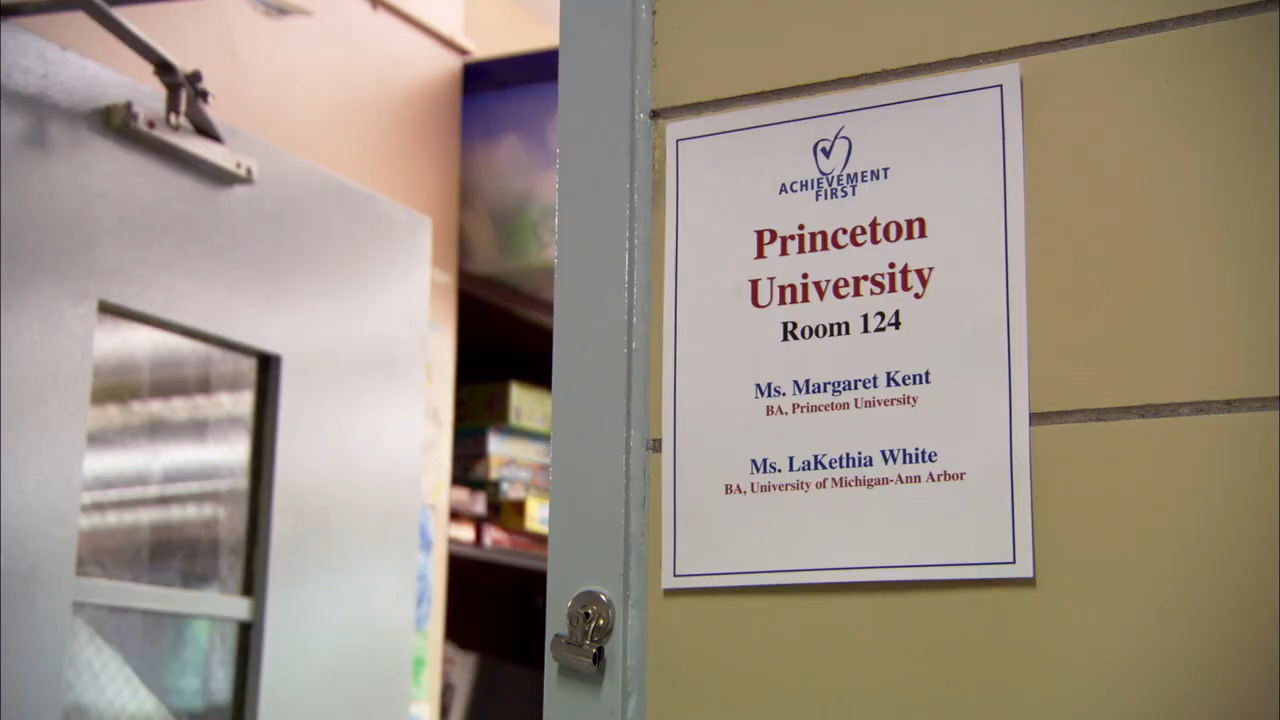 ACHIEVEMENT
FIRST
Princeton
University
Room 124
Ms. Margaret Kent
BA, Princeton University
Ms. LaKethia White
BA, University of Michigan-Ann Arbor